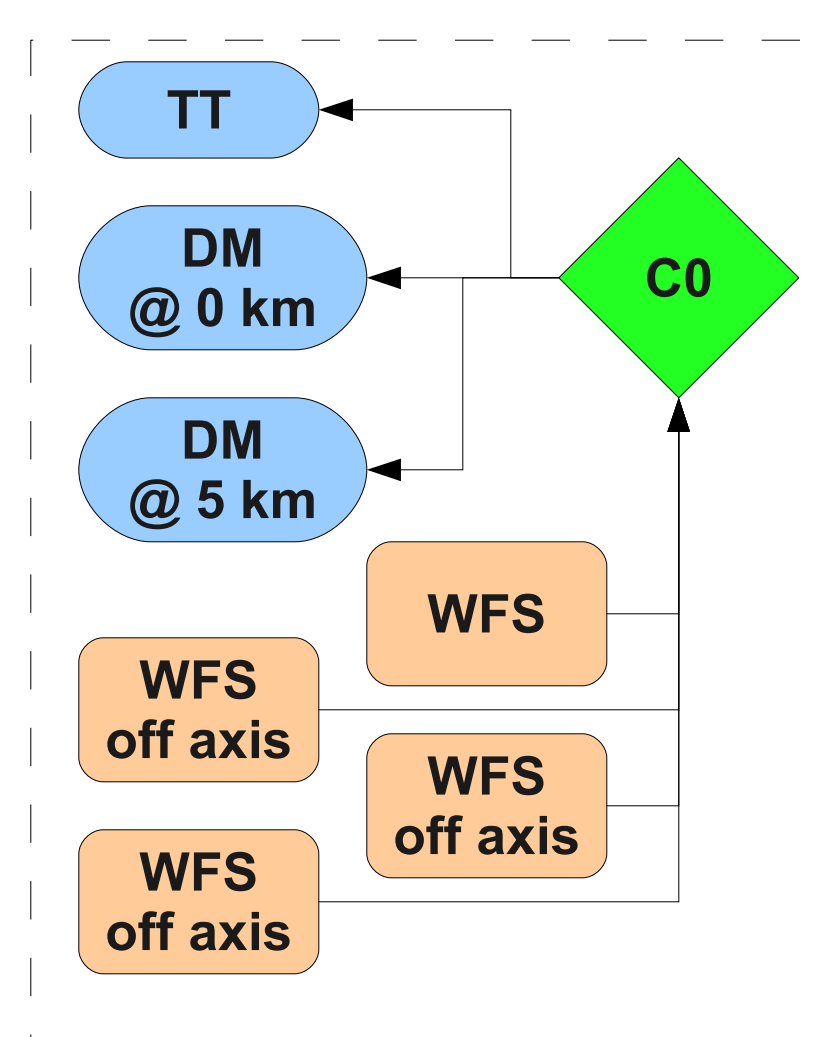 TT
DM
@ 0 km
C0
DM
@ 5 km
WFS
WFS
off axis
WFS
off axis
WFS
off axis